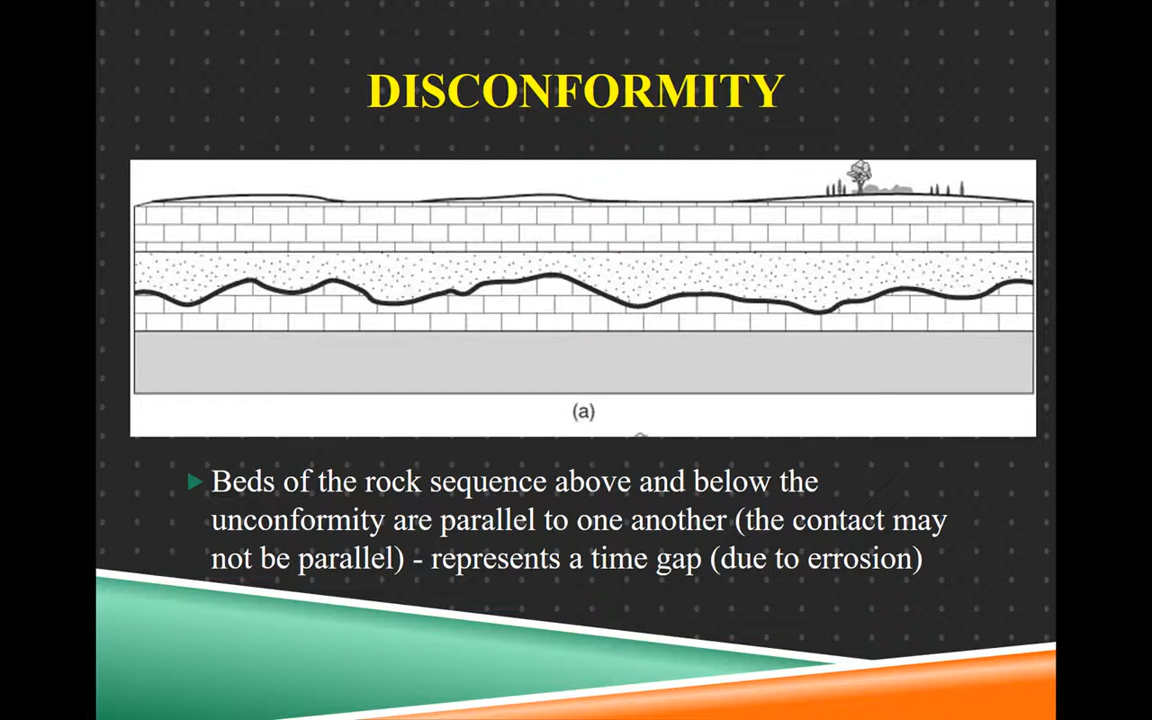 DISCONFORMITY
(a)
Beds of the rock sequence above and below the
unconformity are parallel to one another (the contact may
not be parallel) - represents a time gap (due to errosion)